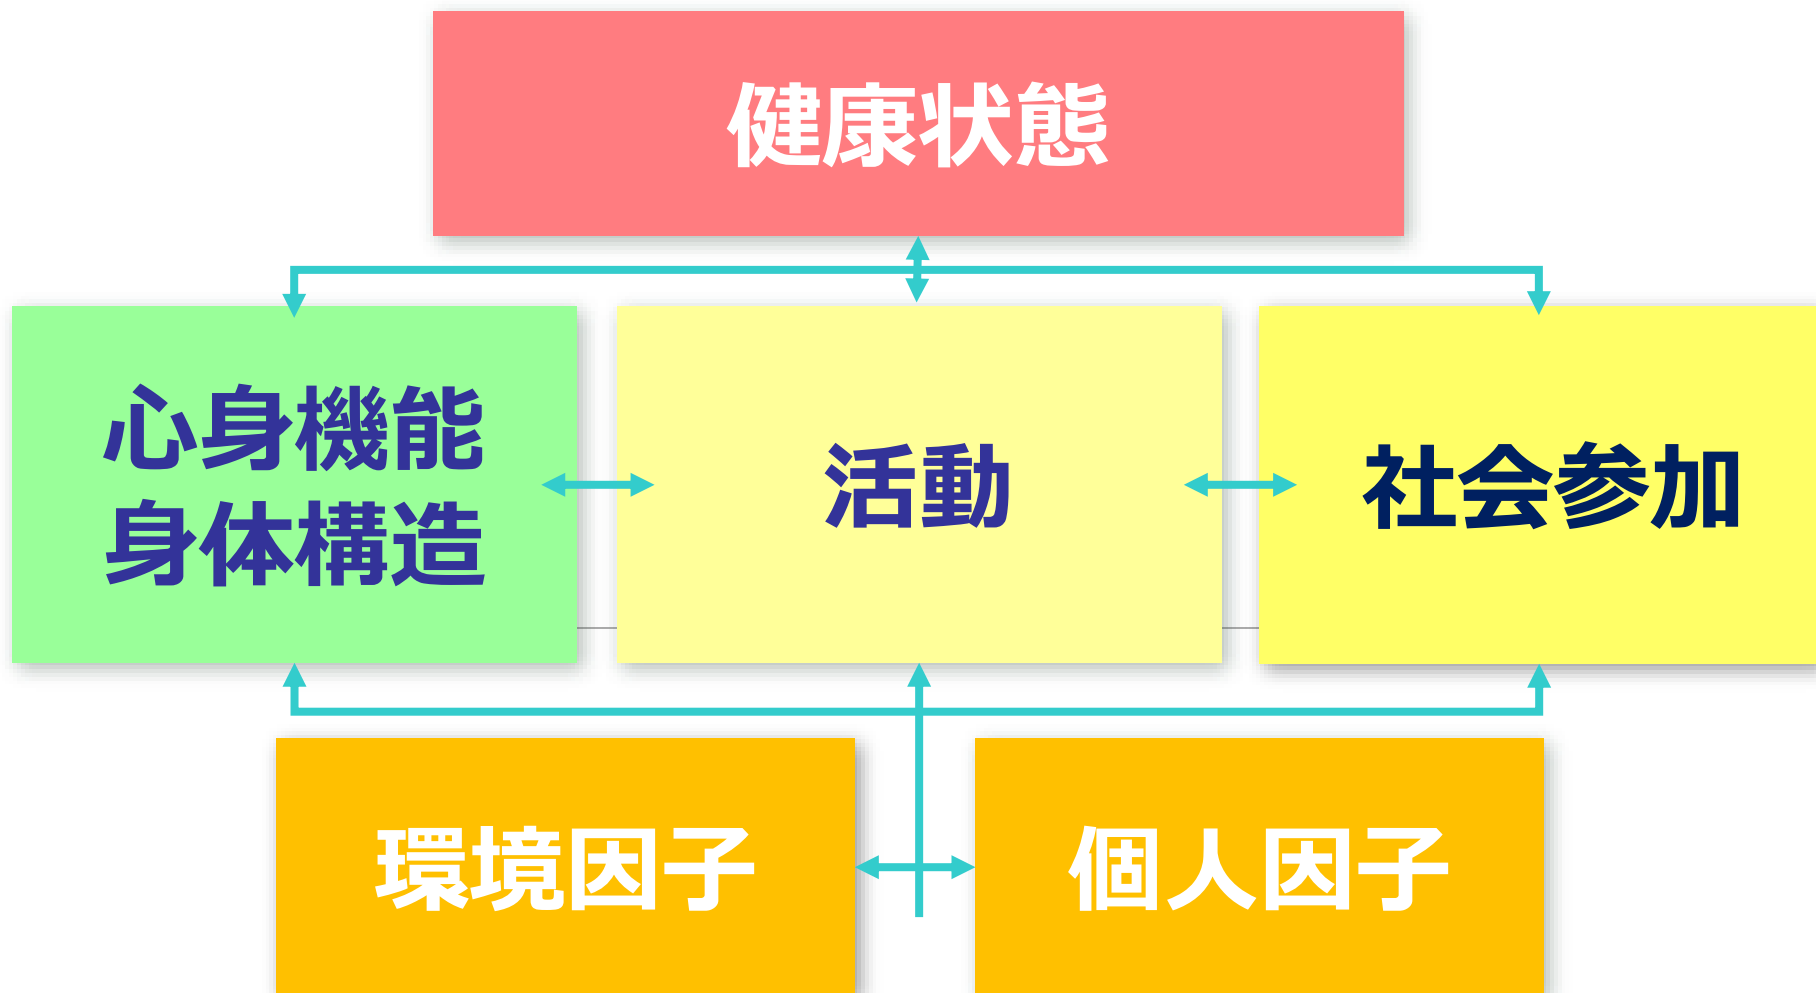 健康状態
心身機能
身体構造
活動
社会参加
環境因子
個人因子